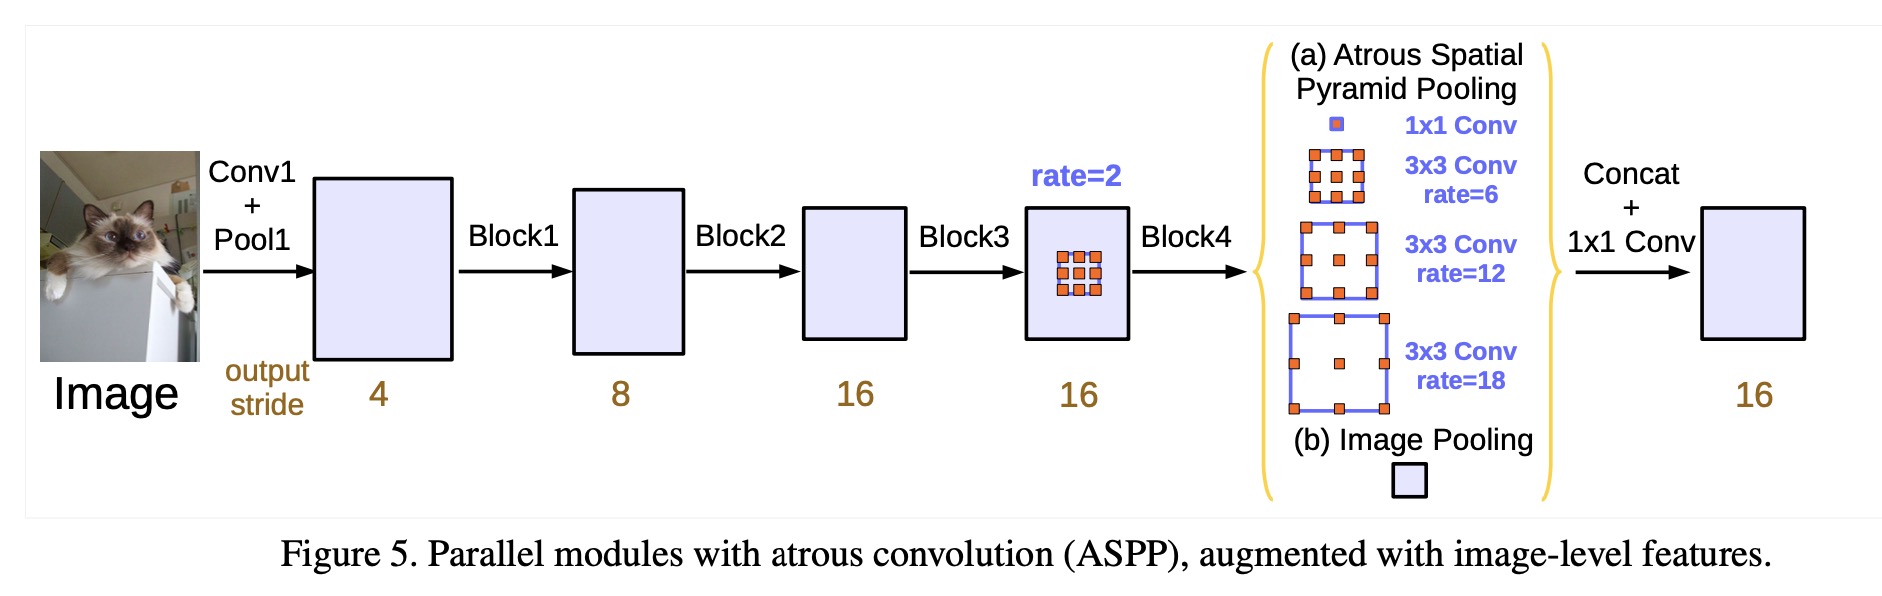 Image
output
stride
Conv1
+
Pool1
4
Block1
8
Block2
16
Block3
rate=2
16
Block4
(a) Atrous Spatial
Pyramid Pooling
1x1 Conv
3x3 Conv
rate=6
3x3 Conv
rate=12
3x3 Conv
rate=18
(b) Image Pooling
Concat
+
1x1 Conv
16
Figure 5. Parallel modules with atrous convolution (ASPP), augmented with image-level features.